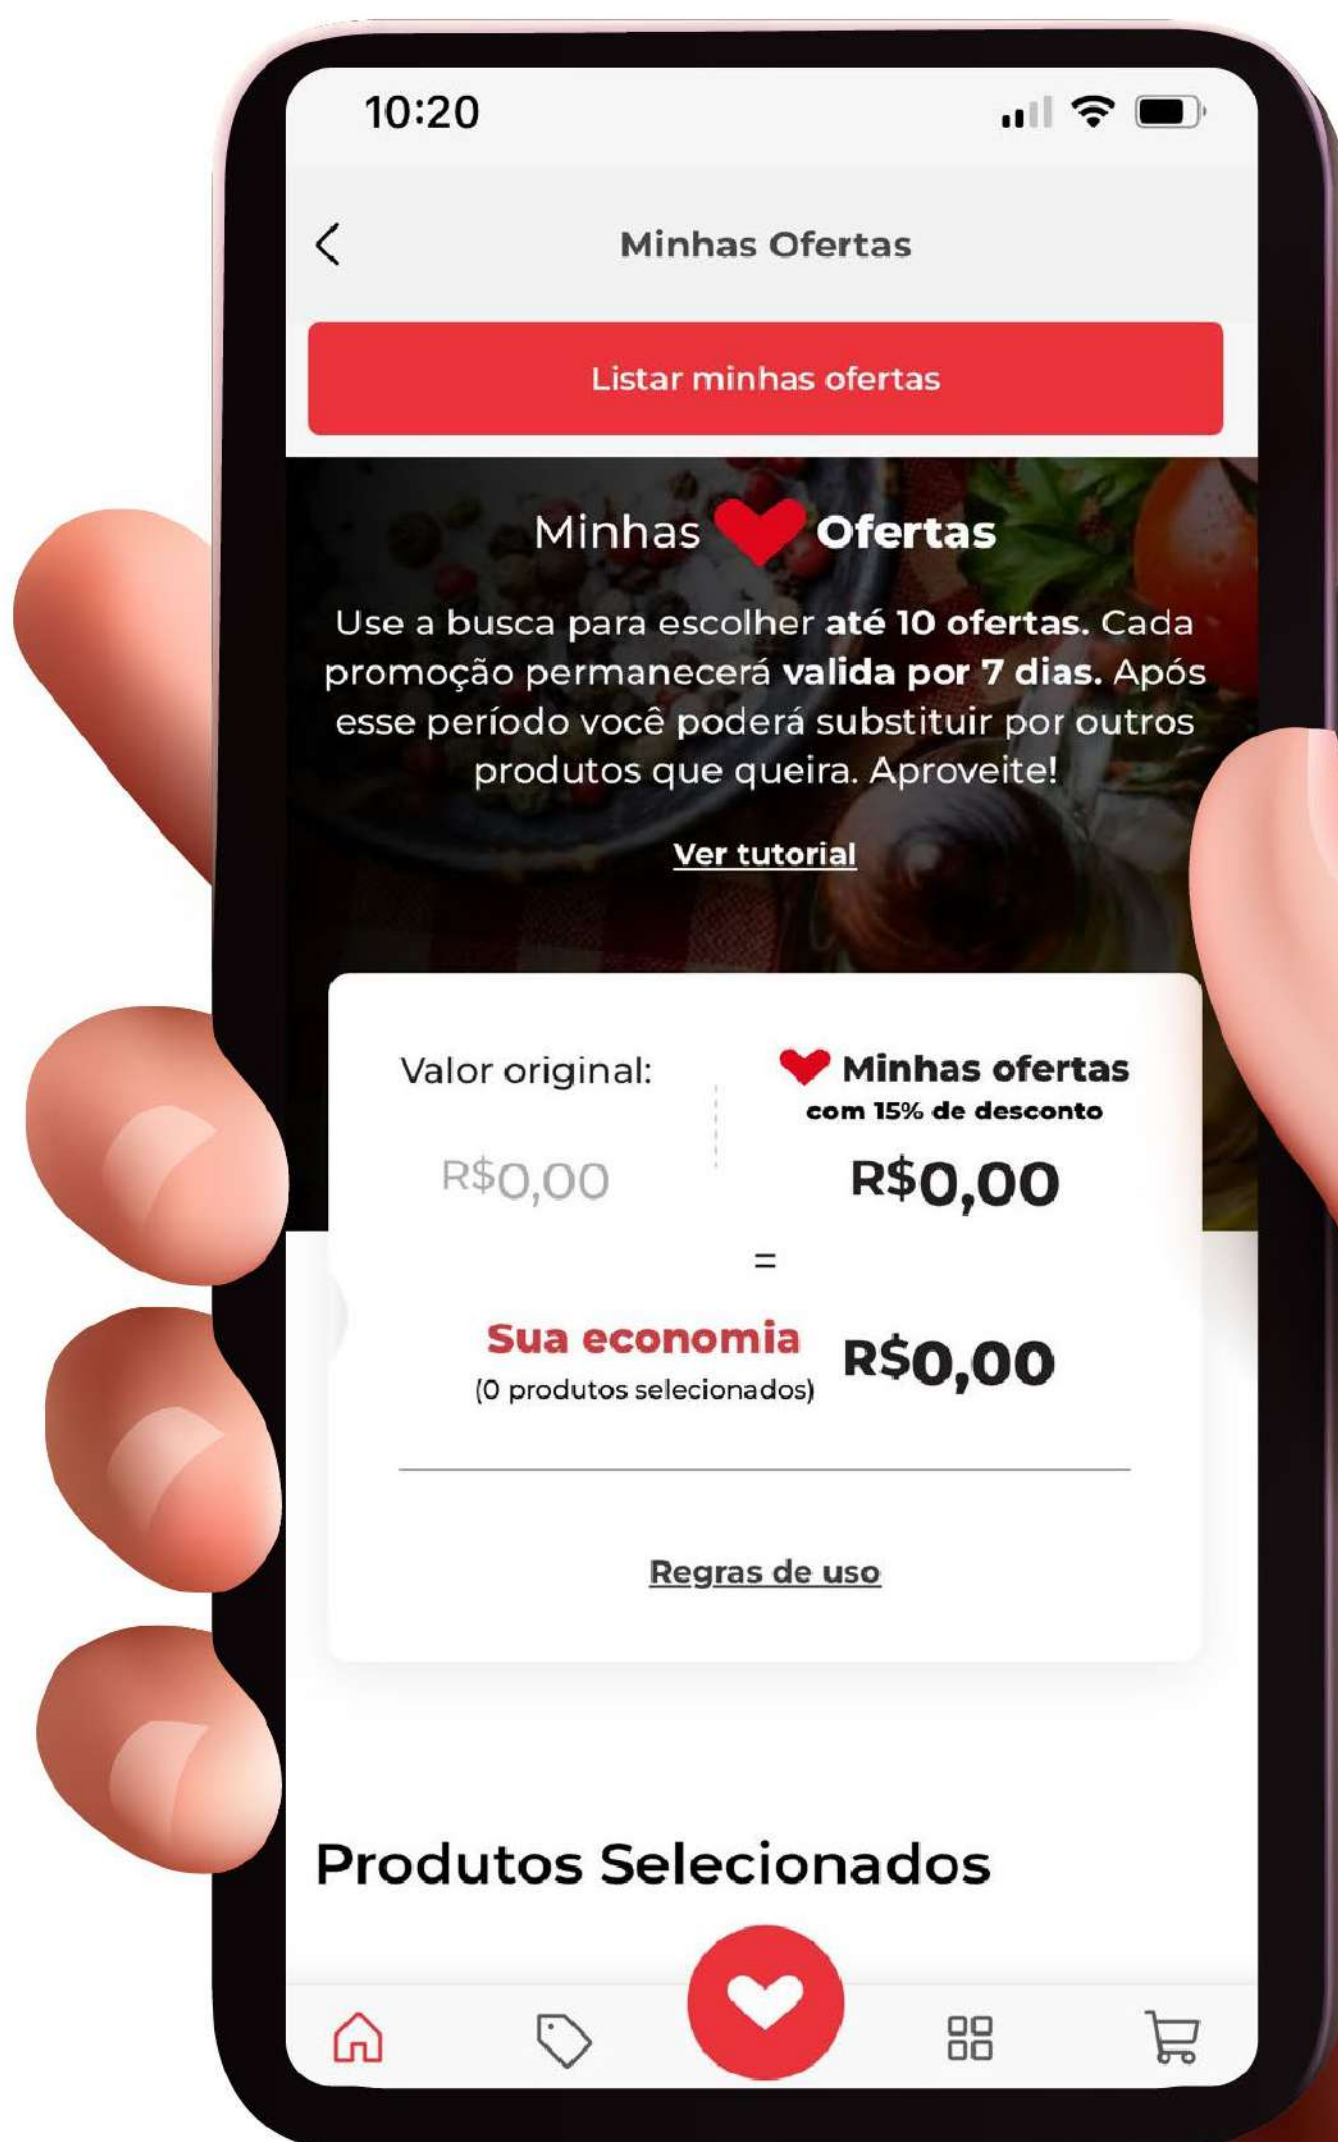 10:20
Minhas Ofertas
Listar minhas ofertas
Minhas Ofertas
Use a busca para escolher até 10 ofertas. Cada
promoção permanecerá valida por 7 dias. Após
esse período você poderá substituir por outros
produtos que queira. Aproveite!
Ver tutorial
Valor original:
R$0,00
Minhas ofertas
com 15% de desconto
R$0,00
=
Sua economia
(0 produtos selecionados)
R$0,00
Regras de uso
Produtos Selecionados